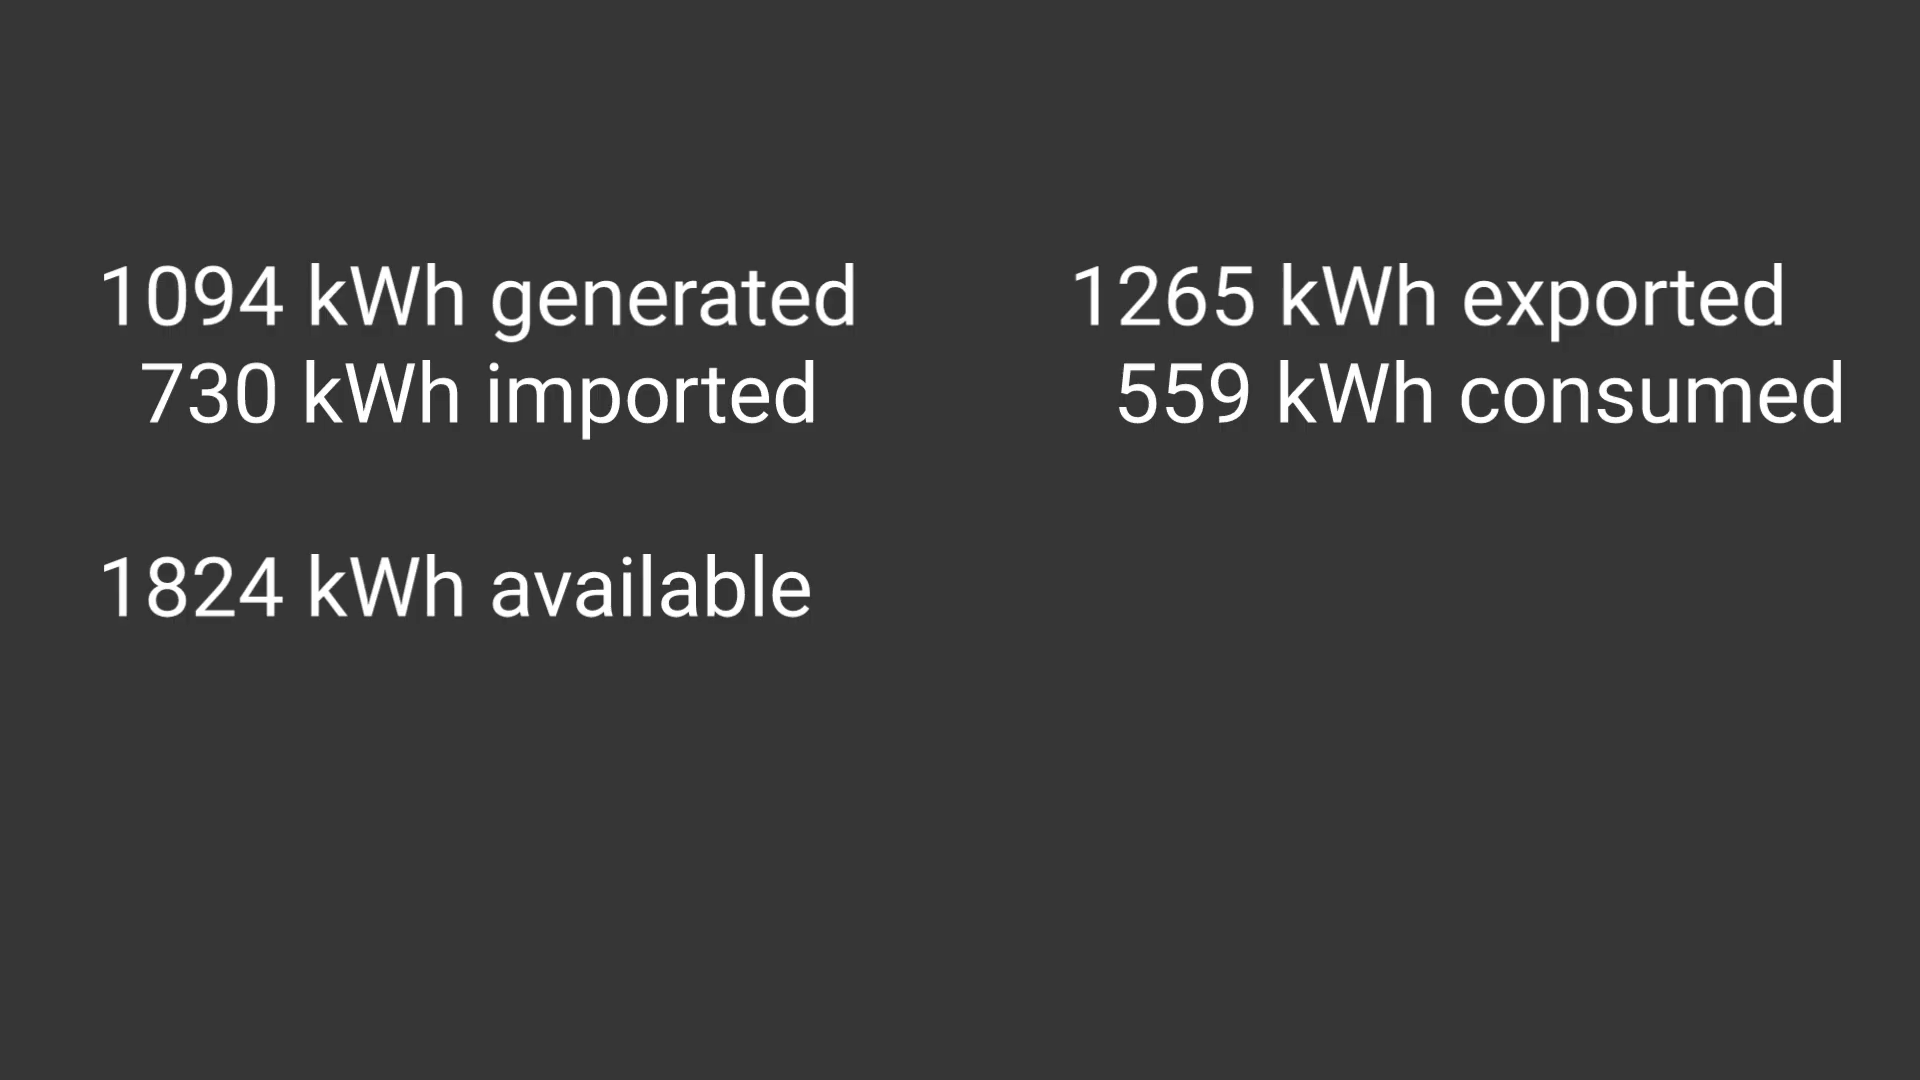 1094 kWh generated
730 kWh imported
1824 kWh available
1265 kWh exported
559 kWh consumed